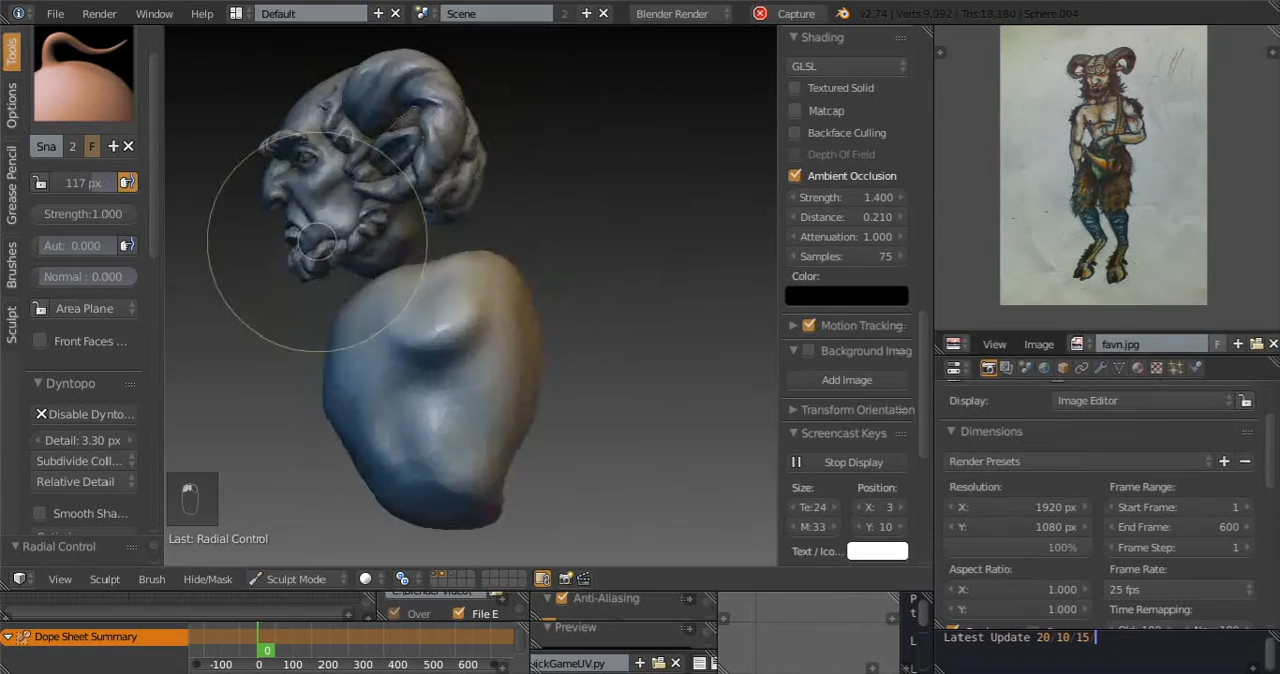 File Render Window Help Default Scene 2 Blender Render Capture v2.74 | Verts:9,092 | Tris:18,180 | Sphere.004
Tools
Options
Grease Pencil
Brushes
Sculpt
Sna 2 F
117 px
Strength:1.000
Aut: 0.000
Normal : 0.000
Area Plane
Front Faces ...
Dyntopo
Disable Dynto...
Detail: 3.30 px
Subdivide Coll...
Relative Detail
Smooth Sha...
Radial Control
Last: Radial Control
Shading
GLSL
Textured Solid
Matcap
Backface Culling
Depth Of Field
Ambient Occlusion
Strength: 1.400
Distance: 0.210
Attenuation: 1.000
Samples: 75
Color:
Motion Tracking
Background Imag
Add Image
Transform Orientation
Screencast Keys
Stop Display
Size: Position:
Te:24 X: 3
M:33 Y: 10
Text / Ico...
View Image favn.jpg F
Display: Image Editor
Dimensions
Render Presets
Resolution: Frame Range:
X: 1920 px Start Frame: 1
Y: 1080 px End Frame: 600
100% Frame Step: 1
Aspect Ratio: Frame Rate:
X: 1.000 25 fps
Y: 1.000 Time Remapping:
View Sculpt Brush Hide/Mask Sculpt Mode
Over File E
Anti-Aliasing
Preview
Dope Sheet Summary
0
-100 0 100 200 300 400 500 600
wickGameUV.py
P
t
L
L
Latest Update 20/10/15/